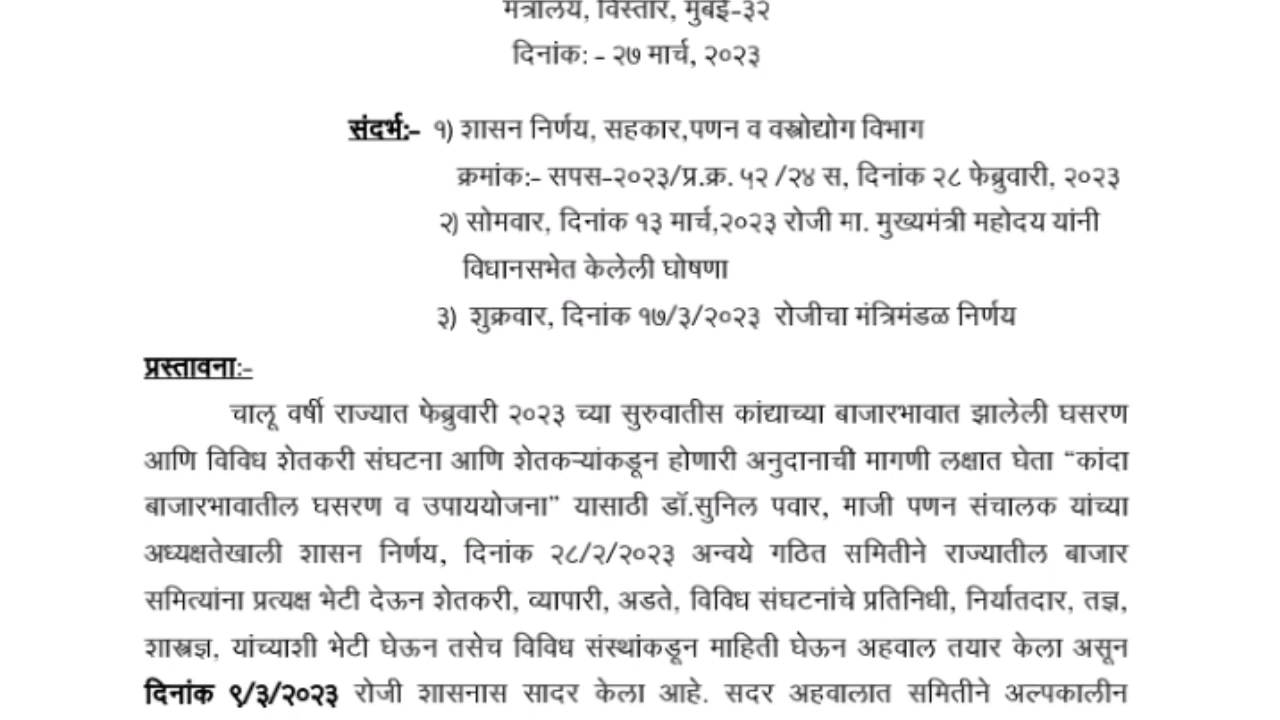 मंत्रालय, विस्तार, मुंबई-३२
दिनांक: - २७ मार्च, २०२३
संदर्भ:- १) शासन निर्णय, सहकार,पणन व वस्त्रोद्योग विभाग
क्रमांक:- सपस-२०२३/प्र.क्र. ५२ /२४ स, दिनांक २८ फेब्रुवारी, २०२३
२) सोमवार, दिनांक १३ मार्च,२०२३ रोजी मा. मुख्यमंत्री महोदय यांनी
विधानसभेत केलेली घोषणा
३) शुक्रवार, दिनांक १७/३/२०२३ रोजीचा मंत्रिमंडळ निर्णय
प्रस्तावना:-
चालू वर्षी राज्यात फेब्रुवारी २०२३ च्या सुरुवातीस कांद्याच्या बाजारभावात झालेली घसरण
आणि विविध शेतकरी संघटना आणि शेतकऱ्यांकडून होणारी अनुदानाची मागणी लक्षात घेता “कांदा
बाजारभावातील घसरण व उपाययोजना” यासाठी डॉ.सुनिल पवार, माजी पणन संचालक यांच्या
अध्यक्षतेखाली शासन निर्णय, दिनांक २८/२/२०२३ अन्वये गठित समितीने राज्यातील बाजार
समित्यांना प्रत्यक्ष भेटी देऊन शेतकरी, व्यापारी, अडते, विविध संघटनांचे प्रतिनिधी, निर्यातदार, तज्ञ,
शास्त्रज्ञ, यांच्याशी भेटी घेऊन तसेच विविध संस्थांकडून माहिती घेऊन अहवाल तयार केला असून
दिनांक ९/३/२०२३ रोजी शासनास सादर केला आहे. सदर अहवालात समितीने अल्पकालीन